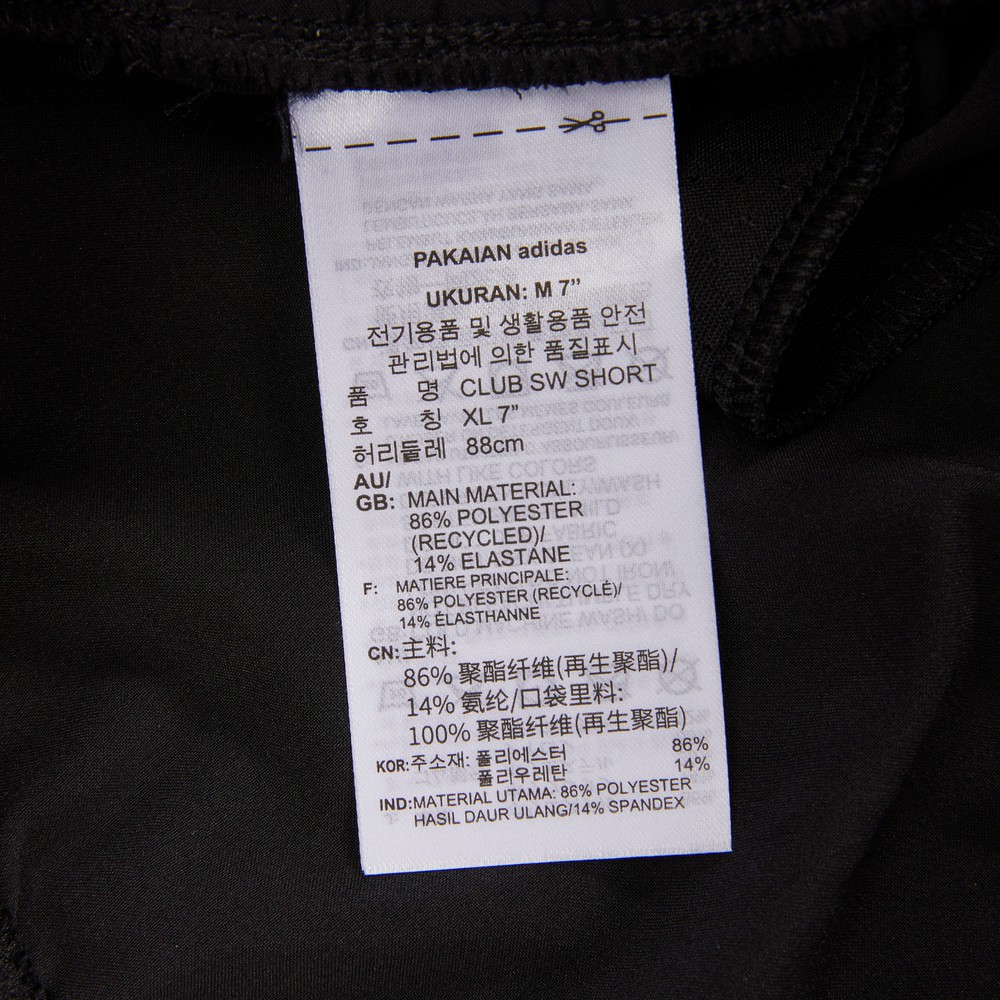 PAKAIAN adidas
UKURAN: M 7”
전기용품 및 생활용품 안전
관리법에 의한 품질표시
품 명 CLUB SW SHORT
호 칭 XL 7”
허리둘레 88cm
AU/
GB: MAIN MATERIAL:
86% POLYESTER
(RECYCLED)/
14% ELASTANE
F: MATIERE PRINCIPALE:
86% POLYESTER (RECYCLÉ)/
14% ÉLASTHANNE
CN:主料:
86% 聚酯纤维(再生聚酯)/
14% 氨纶/口袋里料:
100% 聚酯纤维(再生聚酯)
KOR:주소재: 폴리에스터 86%
폴리우레탄 14%
IND:MATERIAL UTAMA: 86% POLYESTER
HASIL DAUR ULANG/14% SPANDEX